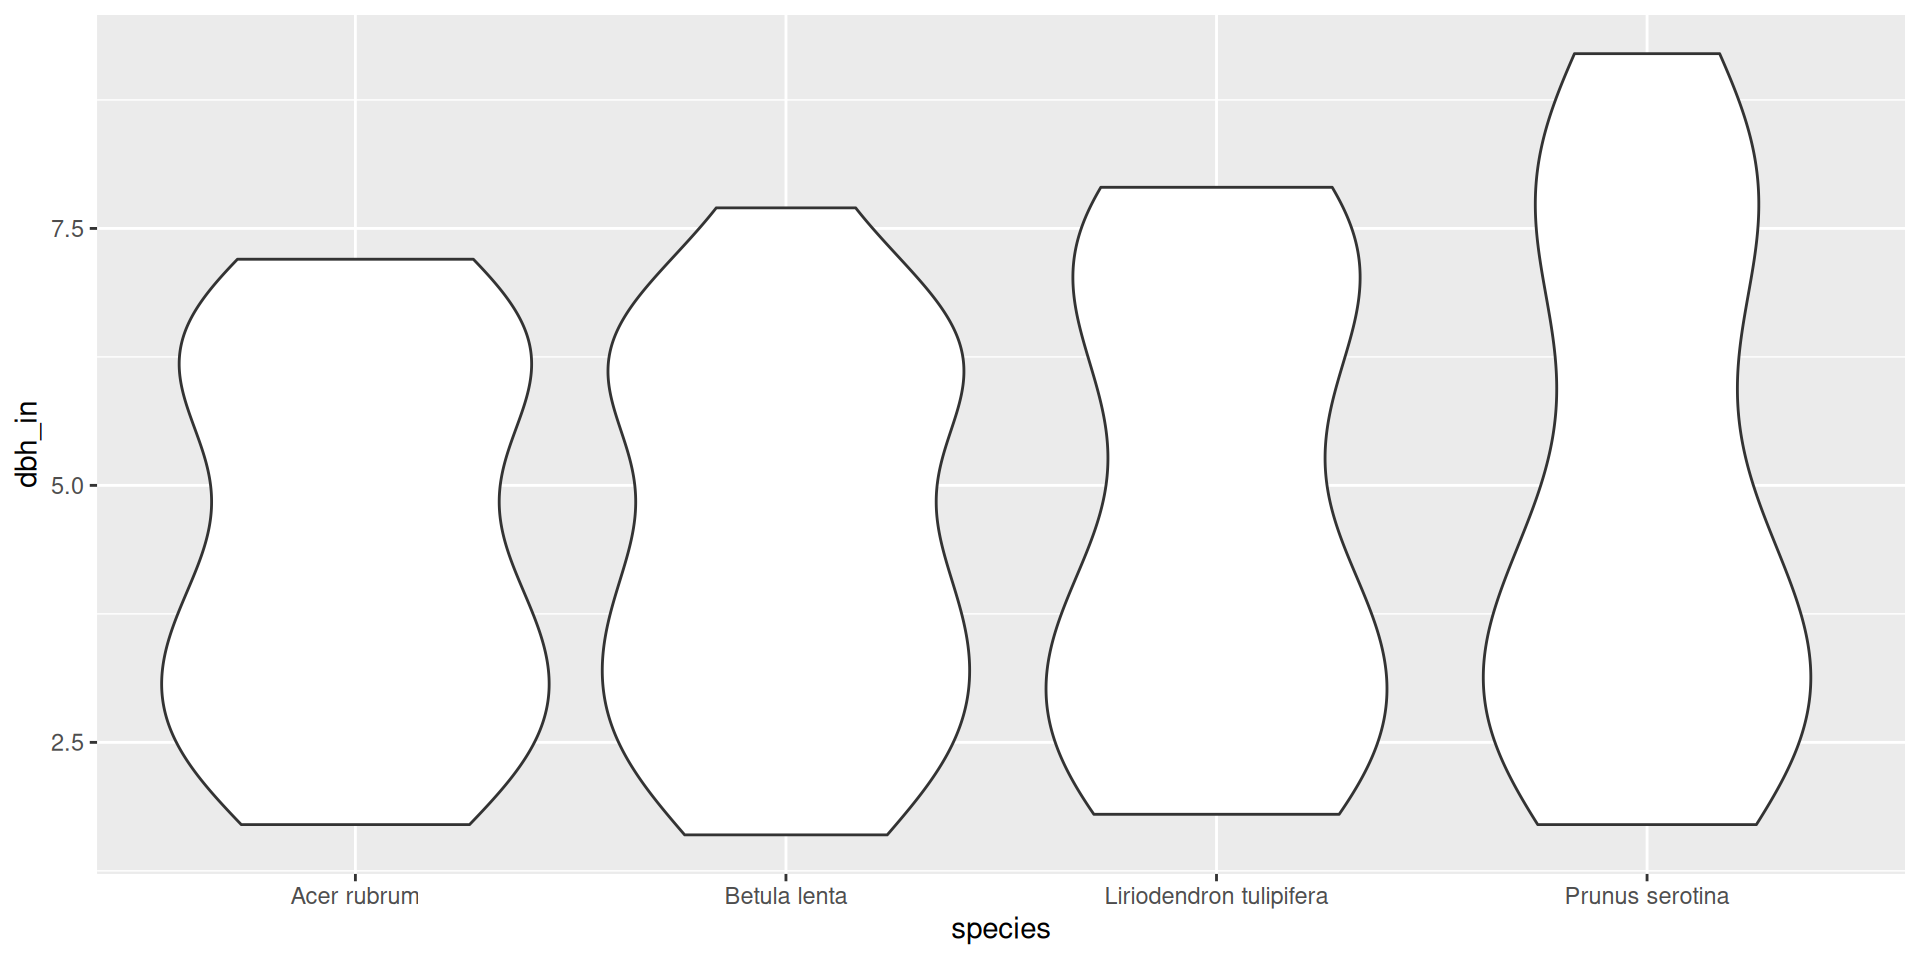 dbh_in
7.5
5.0
2.5
Acer rubrum
Betula lenta
Liriodendron tulipifera
Prunus serotina
species